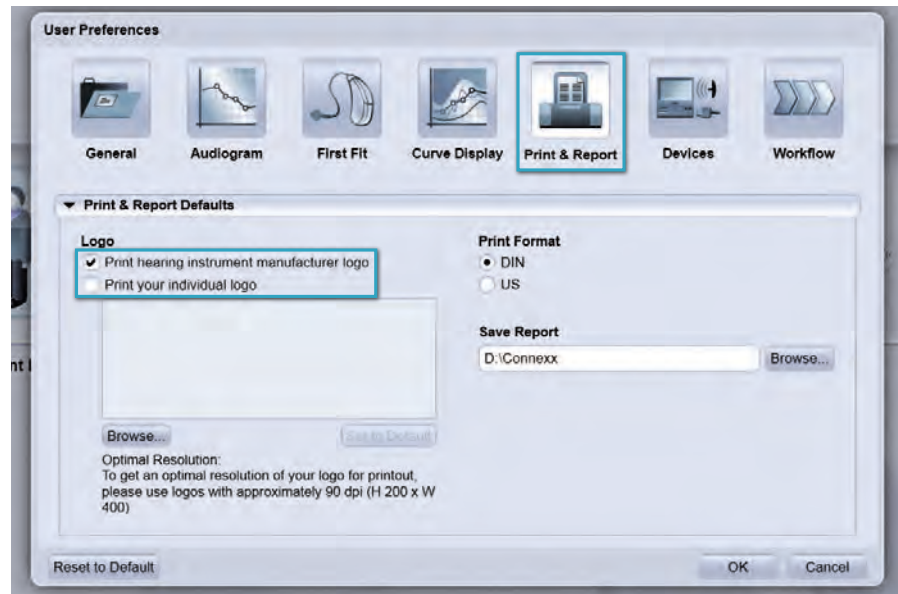 User Preferences
General
Audiogram
First Fit
Curve Display
Print & Report
Devices
Workflow
Print & Report Defaults
Logo
Print hearing instrument manufacturer logo
Print your individual logo
Print Format
DIN
US
Save Report
D:\Connexx
Browse...
Browse...
Set to Default
Optimal Resolution:
To get an optimal resolution of your logo for printout,
please use logos with approximately 90 dpi (H 200 x W
400)
Reset to Default
OK
Cancel